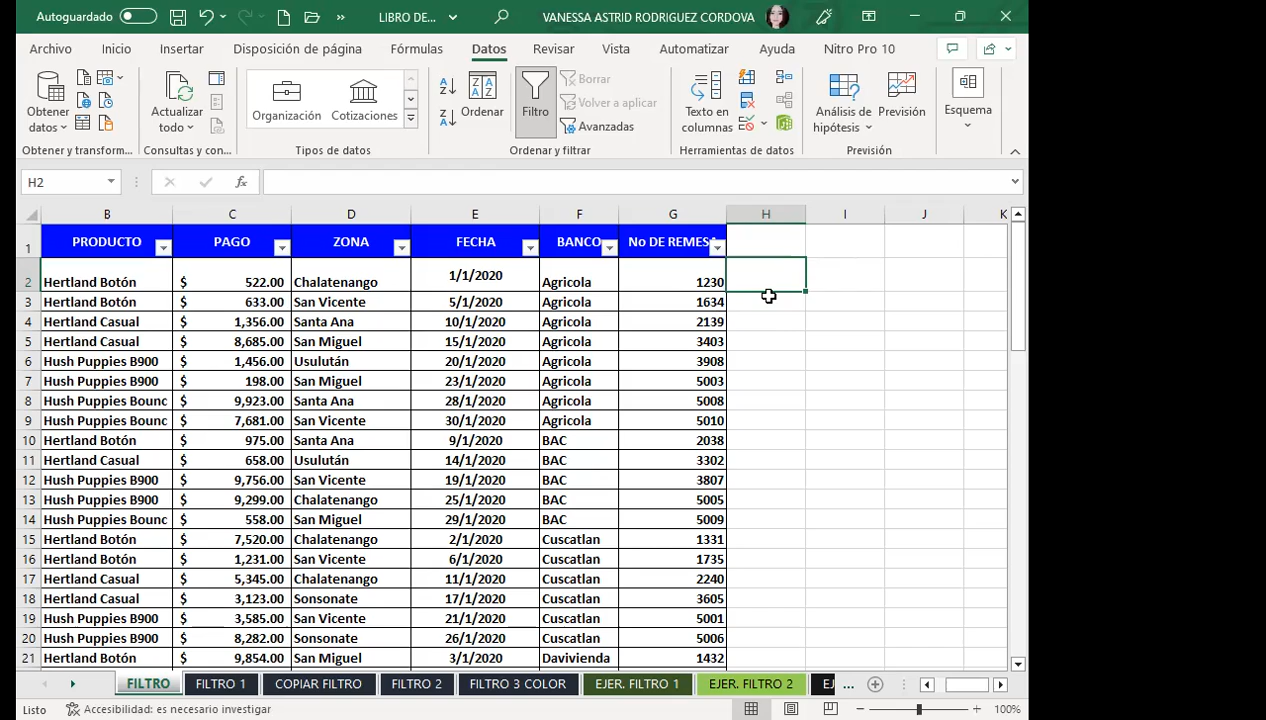 Autoguardado LIBRO DE... VANESSA ASTRID RODRIGUEZ CORDOVA
Archivo Inicio Insertar Disposición de página Fórmulas Datos Revisar Vista Automatizar Ayuda Nitro Pro 10
Obtener datos Actualizar todo Organización Cotizaciones Ordenar Filtro Borrar Volver a aplicar Avanzadas Texto en columnas Análisis de hipótesis Previsión Esquema
Obtener y transform... Consultas y con... Tipos de datos Ordenar y filtrar Herramientas de datos Previsión
H2 fx
B C D E F G H I J K
1 PRODUCTO PAGO ZONA FECHA BANCO No DE REMESA
2 Hertland Botón $ 522.00 Chalatenango 1/1/2020 Agricola 1230
3 Hertland Botón $ 633.00 San Vicente 5/1/2020 Agricola 1634
4 Hertland Casual $ 1,356.00 Santa Ana 10/1/2020 Agricola 2139
5 Hertland Casual $ 8,685.00 San Miguel 15/1/2020 Agricola 3403
6 Hush Puppies B900 $ 1,456.00 Usulután 20/1/2020 Agricola 3908
7 Hush Puppies B900 $ 198.00 San Miguel 23/1/2020 Agricola 5003
8 Hush Puppies Bounc $ 9,923.00 Santa Ana 28/1/2020 Agricola 5008
9 Hush Puppies Bounc $ 7,681.00 San Vicente 30/1/2020 Agricola 5010
10 Hertland Botón $ 975.00 Santa Ana 9/1/2020 BAC 2038
11 Hertland Casual $ 658.00 Usulután 14/1/2020 BAC 3302
12 Hush Puppies B900 $ 9,756.00 San Vicente 19/1/2020 BAC 3807
13 Hush Puppies B900 $ 9,299.00 Chalatenango 25/1/2020 BAC 5005
14 Hush Puppies Bounc $ 558.00 San Miguel 29/1/2020 BAC 5009
15 Hertland Botón $ 7,520.00 Chalatenango 2/1/2020 Cuscatlan 1331
16 Hertland Botón $ 1,231.00 San Vicente 6/1/2020 Cuscatlan 1735
17 Hertland Casual $ 5,345.00 Chalatenango 11/1/2020 Cuscatlan 2240
18 Hertland Casual $ 3,123.00 Sonsonate 17/1/2020 Cuscatlan 3605
19 Hush Puppies B900 $ 3,585.00 San Vicente 21/1/2020 Cuscatlan 5001
20 Hush Puppies B900 $ 8,282.00 Sonsonate 26/1/2020 Cuscatlan 5006
21 Hertland Botón $ 9,854.00 San Miguel 3/1/2020 Davivienda 1432
FILTRO FILTRO 1 COPIAR FILTRO FILTRO 2 FILTRO 3 COLOR EJER. FILTRO 1 EJER. FILTRO 2 EJ ...
Listo Accesibilidad: es necesario investigar 100%